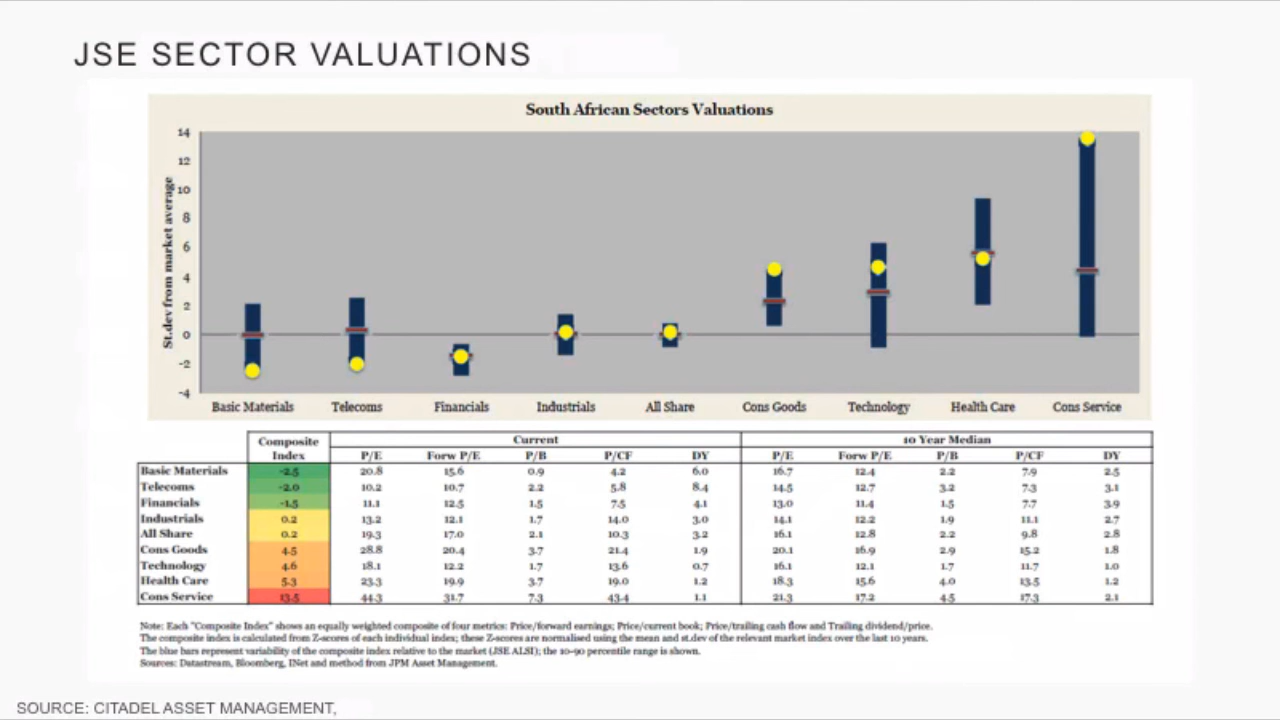 JSE SECTOR VALUATIONS
South African Sectors Valuations
St.dev from market average
14
12
10
8
6
4
2
0
-2
-4
Basic Materials Telecoms Financials Industrials All Share Cons Goods Technology Health Care Cons Service
Composite Index Current 10 Year Median
P/E Forw P/E P/B P/CF DY P/E Forw P/E P/B P/CF DY
Basic Materials -2.5 20.8 15.6 0.9 4.2 6.0 16.7 12.4 2.2 7.9 2.5
Telecoms -2.0 10.2 10.7 2.2 5.8 8.4 14.5 12.7 3.2 7.3 3.1
Financials -1.5 11.1 12.5 1.5 7.5 4.1 13.0 11.4 1.5 7.7 3.9
Industrials 0.2 13.2 12.1 1.7 14.0 3.0 14.1 12.2 1.9 11.1 2.7
All Share 0.2 19.3 17.0 2.1 10.3 3.2 16.1 12.8 2.2 9.8 2.8
Cons Goods 4.5 28.8 20.4 3.7 21.4 1.9 20.1 16.9 2.9 15.2 1.8
Technology 4.6 18.1 12.2 1.7 13.6 0.7 16.1 12.1 1.7 11.7 1.0
Health Care 5.3 23.3 19.9 3.7 19.0 1.2 18.3 15.6 4.0 13.5 1.2
Cons Service 13.5 44.3 31.7 7.3 43.4 1.1 21.3 17.2 4.5 17.3 2.1
Note: Each "Composite Index" shows an equally weighted composite of four metrics: Price/forward earnings; Price/current book; Price/trailing cash flow and Trailing dividend/price.
The composite index is calculated from Z-scores of each individual index; these Z-scores are normalised using the mean and st.dev of the relevant market index over the last 10 years.
The blue bars represent variability of the composite index relative to the market (JSE ALSI); the 10-90 percentile range is shown.
Sources: Datastream, Bloomberg, INet and method from JPM Asset Management.
SOURCE: CITADEL ASSET MANAGEMENT,